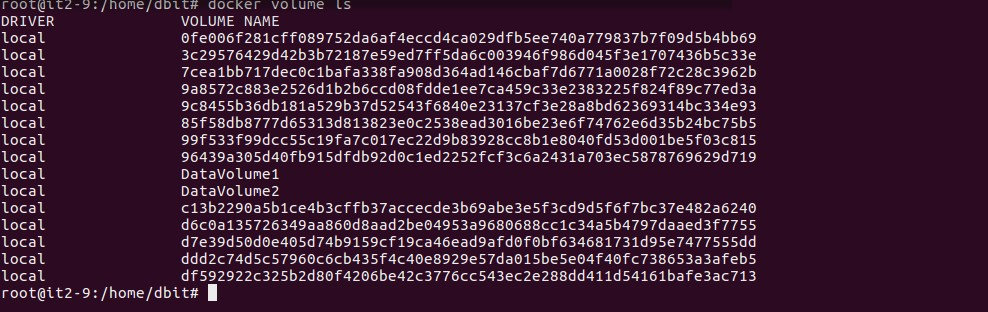 root@it2-9:/home/dbit# docker volume ls
DRIVER VOLUME NAME
local 0fe006f281cff089752da6af4eccd4ca029dfb5ee740a779837b7f09d5b4bb69
local 3c29576429d42b3b72187e59ed7ff5da6c003946f986d045f3e1707436b5c33e
local 7cea1bb717dec0c1bafa338fa908d364ad146cbaf7d6771a0028f72c28c3962b
local 9a8572c883e2526d1b2b6ccd08fdde1ee7ca459c33e2383225f824f89c77ed3a
local 9c8455b36db181a529b37d52543f6840e23137cf3e28a8bd62369314bc334e93
local 85f58db8777d65313d813823e0c2538ead3016be23e6f74762e6d35b24bc75b5
local 99f533f99dcc55c19fa7c017ec22d9b83928cc8b1e8040fd53d001be5f03c815
local 96439a305d40fb915dfdb92d0c1ed2252fcf3c6a2431a703ec5878769629d719
local DataVolume1
local DataVolume2
local c13b2290a5b1ce4b3cffb37accecde3b69abe3e5f3cd9d5f6f7bc37e482a6240
local d6c0a135726349aa860d8aad2be04953a9680688cc1c34a5b4797daaed3f7755
local d7e39d50d0e405d74b9159cf19ca46ead9afd0f0bf634681731d95e7477555dd
local ddd2c74d5c57960c6cb435f4c40e8929e57da015be5e04f40fc738653a3afeb5
local df592922c325b2d80f4206be42c3776cc543ec2e288dd411d54161bafe3ac713
root@it2-9:/home/dbit#